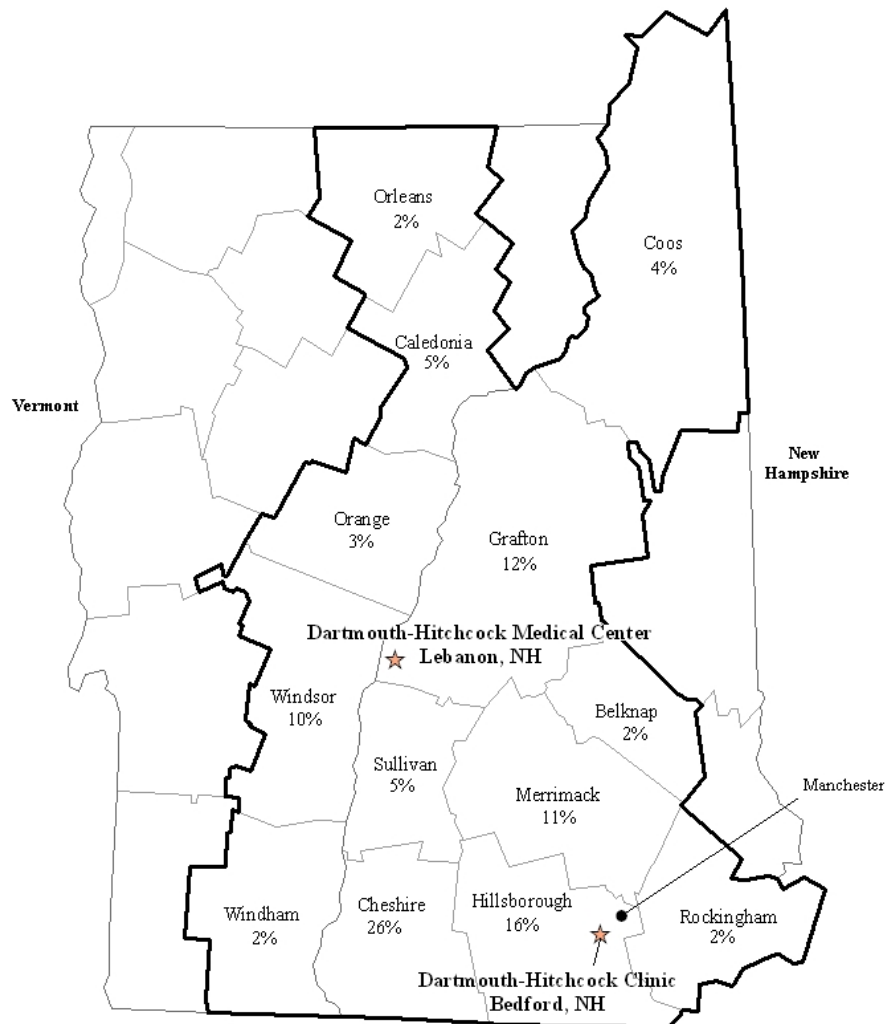 Orleans
2%
Coos
4%
Caledonia
5%
Vermont
New
Hampshire
Orange
3%
Grafton
12%
Dartmouth-Hitchcock Medical Center
Lebanon, NH
Windsor
10%
Belknap
2%
Sullivan
5%
Merrimack
11%
Manchester
Windham
2%
Cheshire
26%
Hillsborough
16%
Rockingham
2%
Dartmouth-Hitchcock Clinic
Bedford, NH